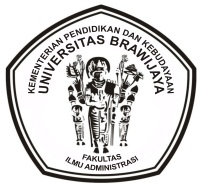 KEMENTERIAN PENDIDIKAN DAN KEBUDAYAAN
UNIVERSITAS BRAWIJAYA
FAKULTAS
ILMU ADMINISTRASI